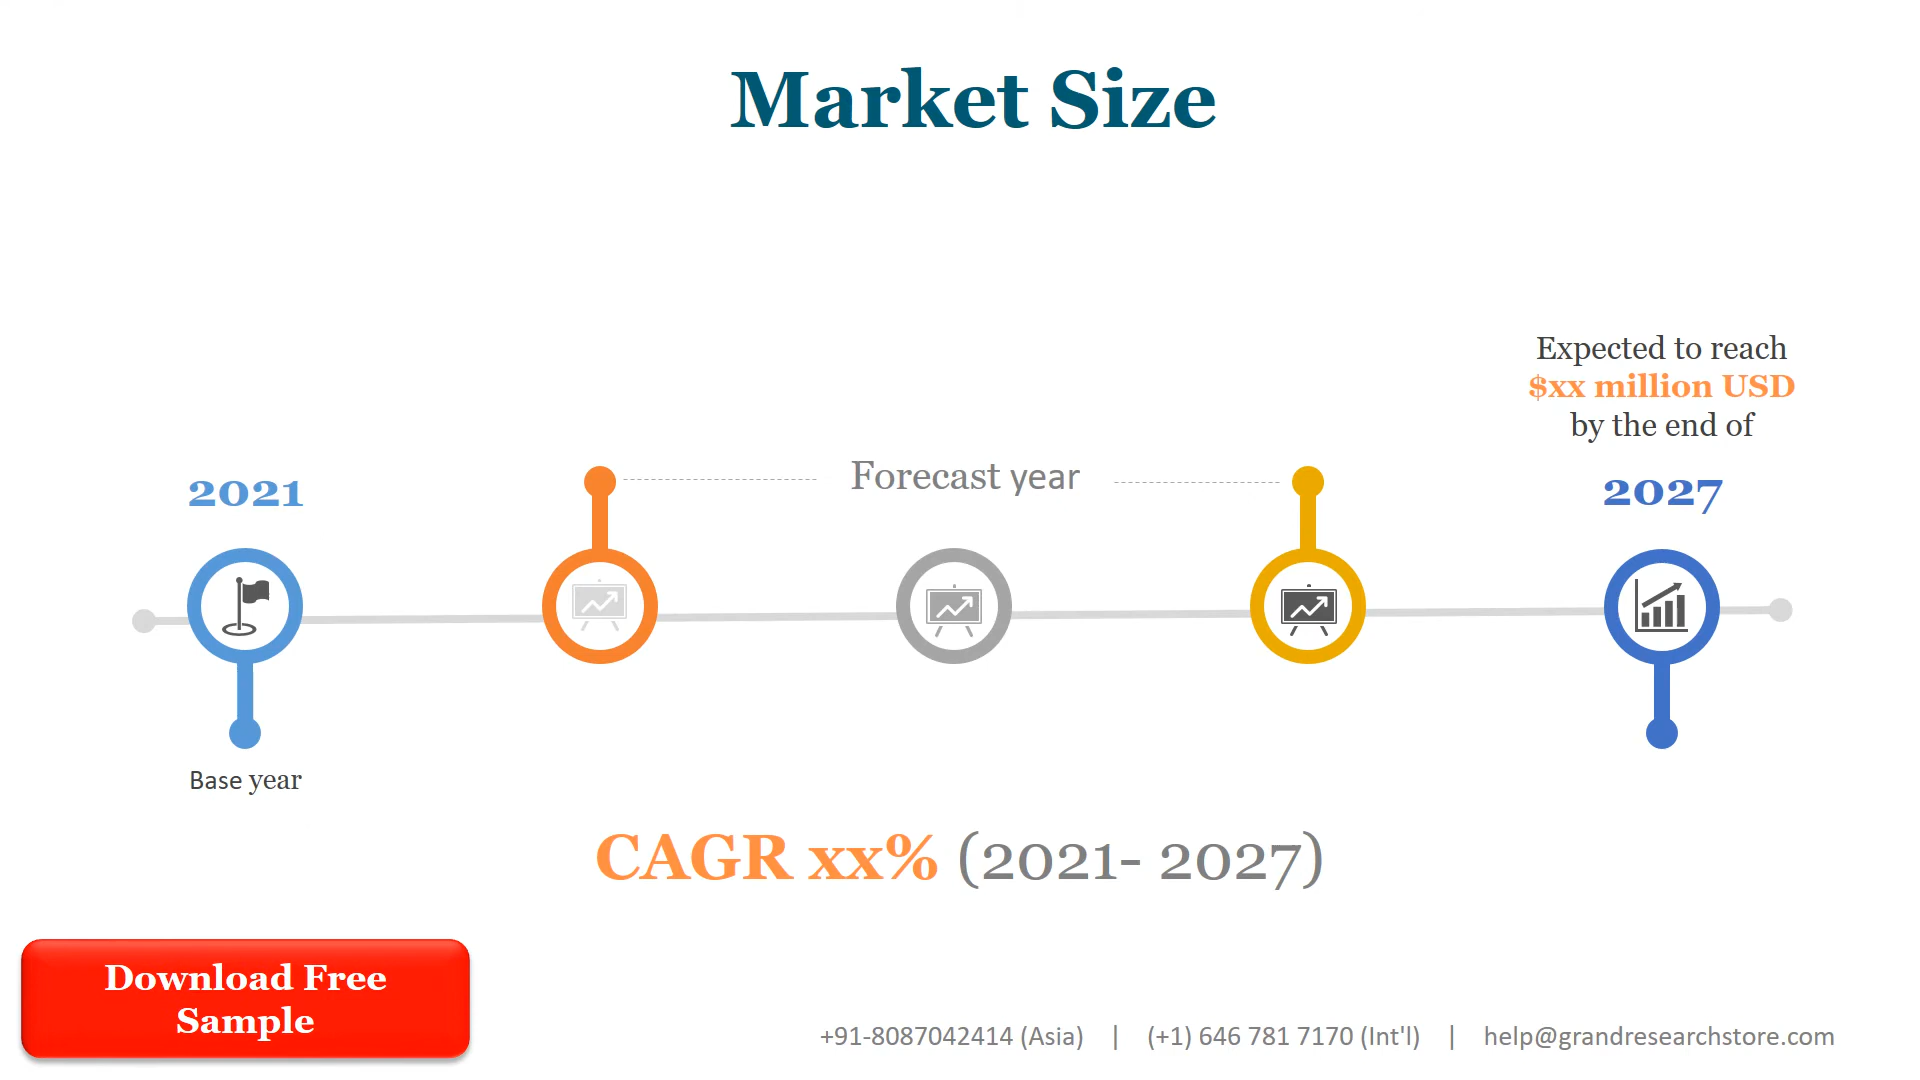 Market Size
Expected to reach
$xx million USD
by the end of
2021
Forecast year
2027
Base year
CAGR xx% (2021- 2027)
Download Free
Sample
+91-8087042414 (Asia) | (+1) 646 781 7170 (Int'l) | help@grandresearchstore.com